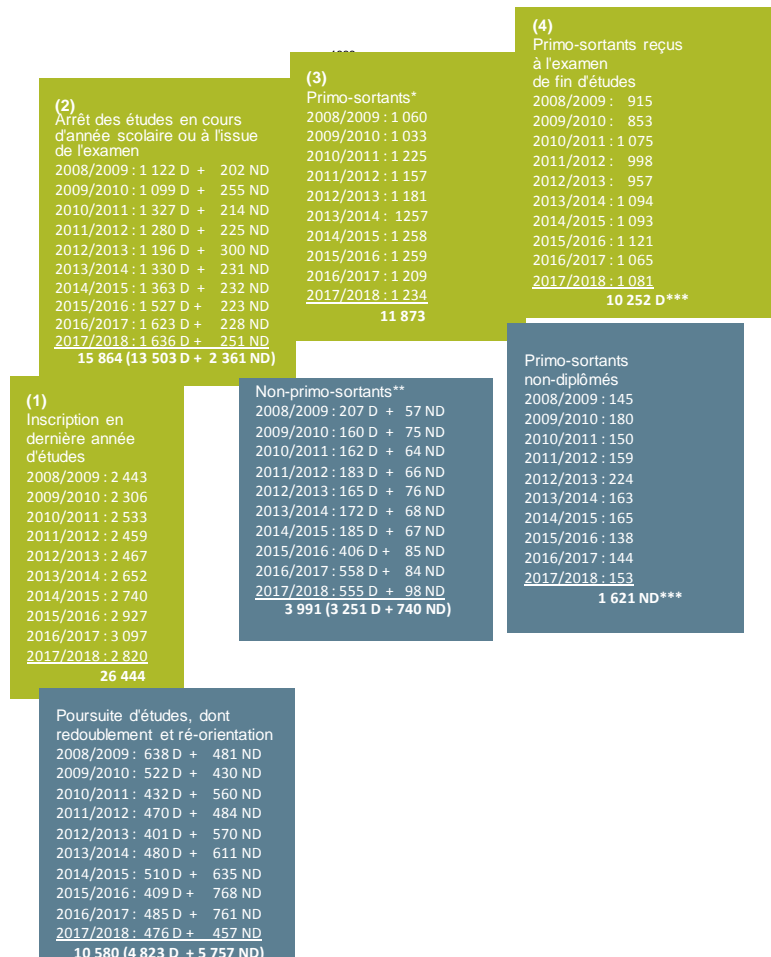 (1)
Inscription en
dernière année
d'études
2008/2009 : 2 443
2009/2010 : 2 306
2010/2011 : 2 533
2011/2012 : 2 459
2012/2013 : 2 467
2013/2014 : 2 652
2014/2015 : 2 740
2015/2016 : 2 927
2016/2017 : 3 097
2017/2018 : 2 820
26 444
(2)
Arrêt des études en cours
d'année scolaire ou à l'issue
de l'examen
2008/2009 : 1 122 D + 202 ND
2009/2010 : 1 099 D + 255 ND
2010/2011 : 1 327 D + 214 ND
2011/2012 : 1 280 D + 225 ND
2012/2013 : 1 196 D + 300 ND
2013/2014 : 1 330 D + 231 ND
2014/2015 : 1 363 D + 232 ND
2015/2016 : 1 527 D + 223 ND
2016/2017 : 1 623 D + 228 ND
2017/2018 : 1 636 D + 251 ND
15 864 (13 503 D + 2 361 ND)
(3)
Primo-sortants*
2008/2009 : 1 060
2009/2010 : 1 033
2010/2011 : 1 225
2011/2012 : 1 157
2012/2013 : 1 181
2013/2014 : 1257
2014/2015 : 1 258
2015/2016 : 1 259
2016/2017 : 1 209
2017/2018 : 1 234
11 873
(4)
Primo-sortants reçus
à l'examen
de fin d'études
2008/2009 : 915
2009/2010 : 853
2010/2011 : 1 075
2011/2012 : 998
2012/2013 : 957
2013/2014 : 1 094
2014/2015 : 1 093
2015/2016 : 1 121
2016/2017 : 1 065
2017/2018 : 1 081
10 252 D***
Non-primo-sortants**
2008/2009 : 207 D + 57 ND
2009/2010 : 160 D + 75 ND
2010/2011 : 162 D + 64 ND
2011/2012 : 183 D + 66 ND
2012/2013 : 165 D + 76 ND
2013/2014 : 172 D + 68 ND
2014/2015 : 185 D + 67 ND
2015/2016 : 406 D + 85 ND
2016/2017 : 558 D + 84 ND
2017/2018 : 555 D + 98 ND
3 991 (3 251 D + 740 ND)
Primo-sortants
non-diplômés
2008/2009 : 145
2009/2010 : 180
2010/2011 : 150
2011/2012 : 159
2012/2013 : 224
2013/2014 : 163
2014/2015 : 165
2015/2016 : 138
2016/2017 : 144
2017/2018 : 153
1 621 ND***
Poursuite d'études, dont
redoublement et ré-orientation
2008/2009 : 638 D + 481 ND
2009/2010 : 522 D + 430 ND
2010/2011 : 432 D + 560 ND
2011/2012 : 470 D + 484 ND
2012/2013 : 401 D + 570 ND
2013/2014 : 480 D + 611 ND
2014/2015 : 510 D + 635 ND
2015/2016 : 409 D + 768 ND
2016/2017 : 485 D + 761 ND
2017/2018 : 476 D + 457 ND
10 580 (4 823 D + 5 757 ND)